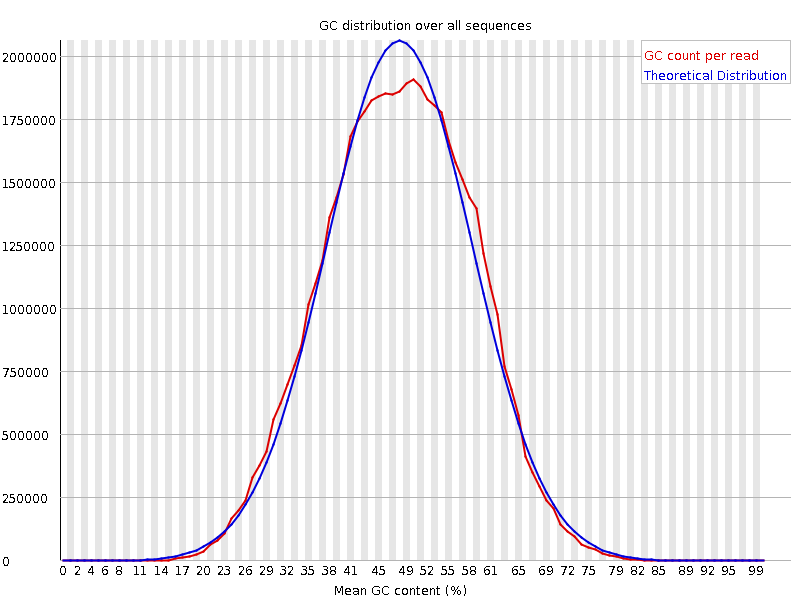 GC distribution over all sequences
GC count per read
Theoretical Distribution
2000000
1750000
1500000
1250000
1000000
750000
500000
250000
0
0 2 4 6 8 11 14 17 20 23 26 29 32 35 38 41 45 49 52 55 58 61 65 69 72 75 79 82 85 89 92 95 99
Mean GC content (%)